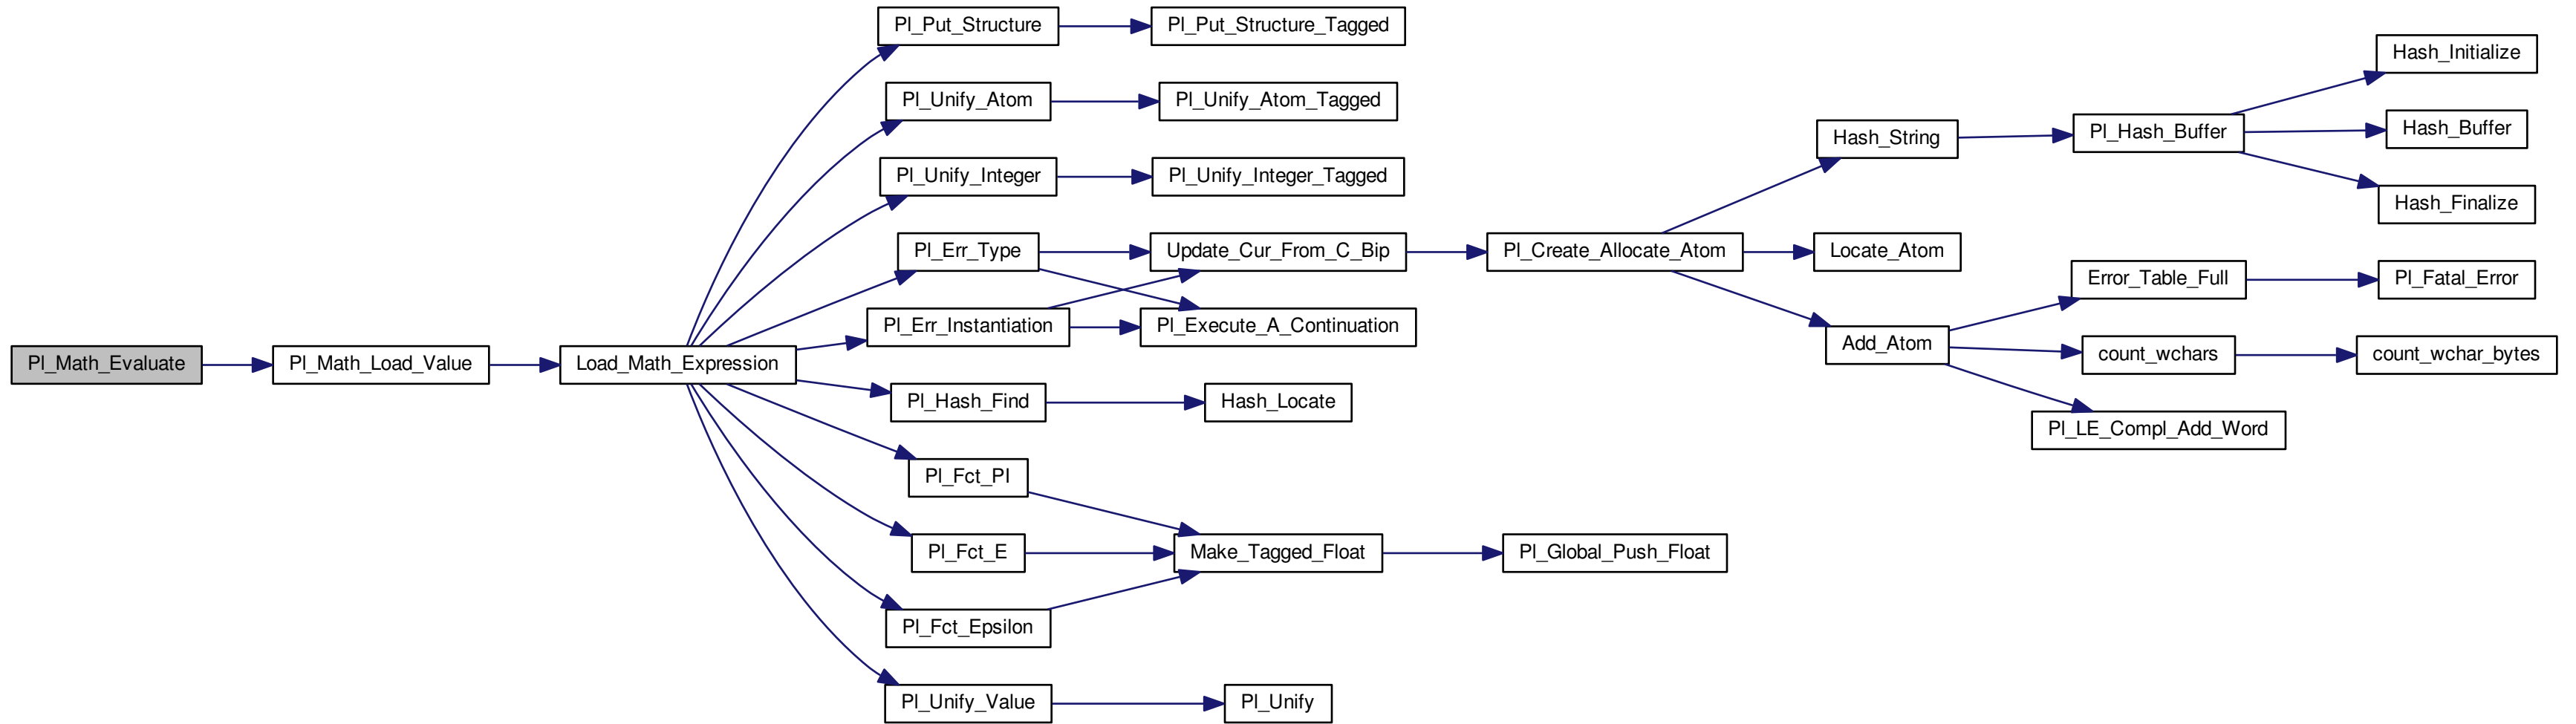 Pl_Math_Evaluate
Pl_Math_Load_Value
Load_Math_Expression
Pl_Put_Structure
Pl_Put_Structure_Tagged
Pl_Unify_Atom
Pl_Unify_Atom_Tagged
Pl_Unify_Integer
Pl_Unify_Integer_Tagged
Pl_Err_Type
Update_Cur_From_C_Bip
Pl_Err_Instantiation
Pl_Execute_A_Continuation
Pl_Hash_Find
Hash_Locate
Pl_Fct_PI
Pl_Fct_E
Make_Tagged_Float
Pl_Global_Push_Float
Pl_Fct_Epsilon
Pl_Unify_Value
Pl_Unify
Pl_Create_Allocate_Atom
Hash_String
Locate_Atom
Add_Atom
Pl_Hash_Buffer
Hash_Initialize
Hash_Buffer
Hash_Finalize
Error_Table_Full
Pl_Fatal_Error
count_wchars
count_wchar_bytes
Pl_LE_Compl_Add_Word